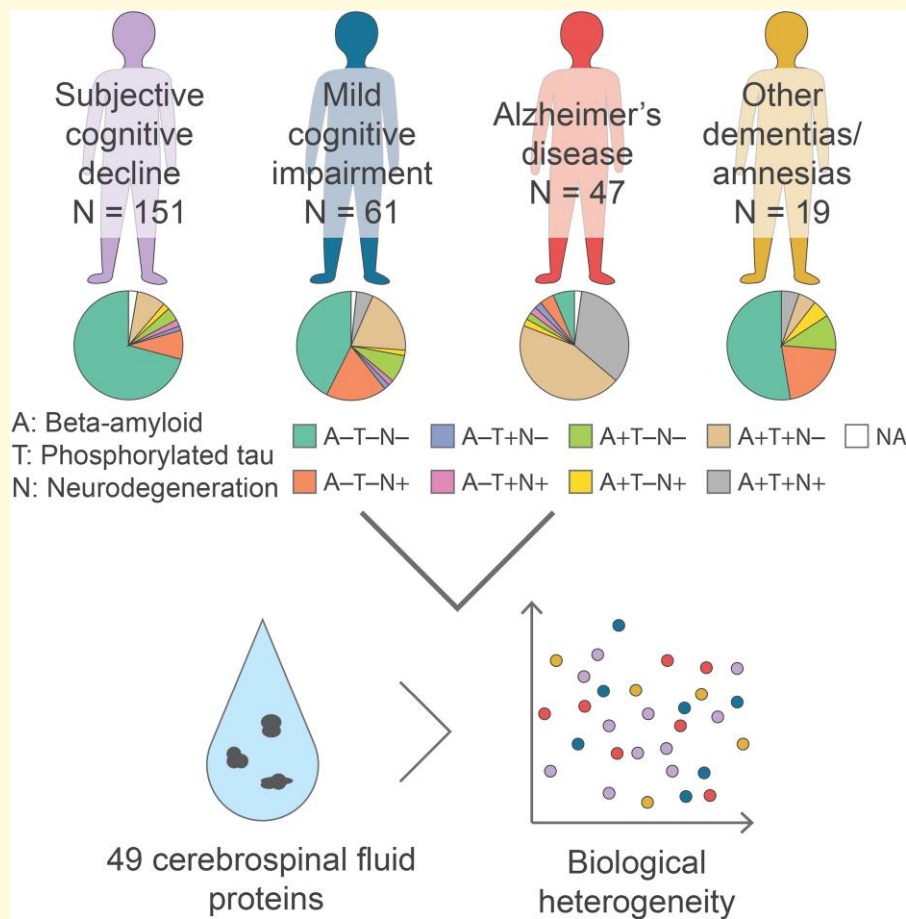 Subjective
cognitive
decline
N = 151
Mild
cognitive
impairment
N = 61
Alzheimer's
disease
N = 47
Other
dementias/
amnesias
N = 19
A: Beta-amyloid
T: Phosphorylated tau
N: Neurodegeneration
A–T–N– A–T+N– A+T–N– A+T+N– NA
A–T–N+ A–T+N+ A+T–N+ A+T+N+
49 cerebrospinal fluid
proteins
Biological
heterogeneity